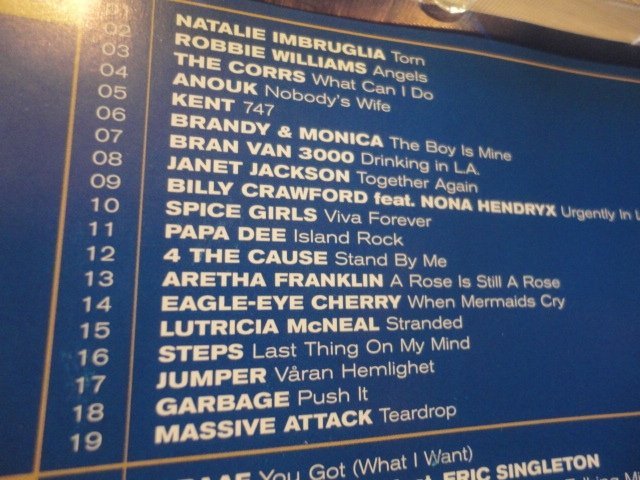 01 NATALIE IMBRUGLIA Torn
02 ROBBIE WILLIAMS Angels
03 THE CORRS What Can I Do
04 ANOUK Nobody's Wife
05 KENT 747
06 BRANDY & MONICA The Boy Is Mine
07 BRAN VAN 3000 Drinking in L.A.
08 JANET JACKSON Together Again
09 BILLY CRAWFORD feat. NONA HENDRYX Urgently In
10 SPICE GIRLS Viva Forever
11 PAPA DEE Island Rock
12 4 THE CAUSE Stand By Me
13 ARETHA FRANKLIN A Rose Is Still A Rose
14 EAGLE-EYE CHERRY When Mermaids Cry
15 LUTRICIA McNEAL Stranded
16 STEPS Last Thing On My Mind
17 JUMPER Våran Hemlighet
18 GARBAGE Push It
19 MASSIVE ATTACK Teardrop
You Got (What I Want)
ERIC SINGLETON